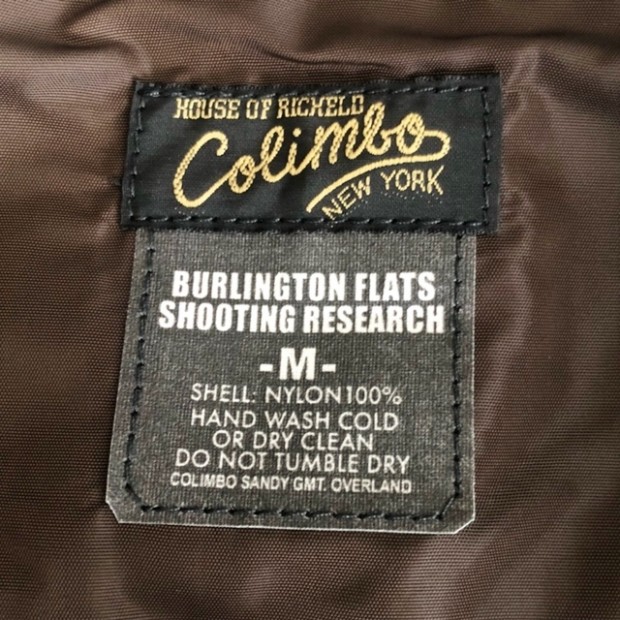 HOUSE OF RICHELD
Colimbo
NEW YORK
BURLINGTON FLATS
SHOOTING RESEARCH
-M-
SHELL: NYLON100%
HAND WASH COLD
OR DRY CLEAN
DO NOT TUMBLE DRY
COLIMBO SANDY GMT. OVERLAND